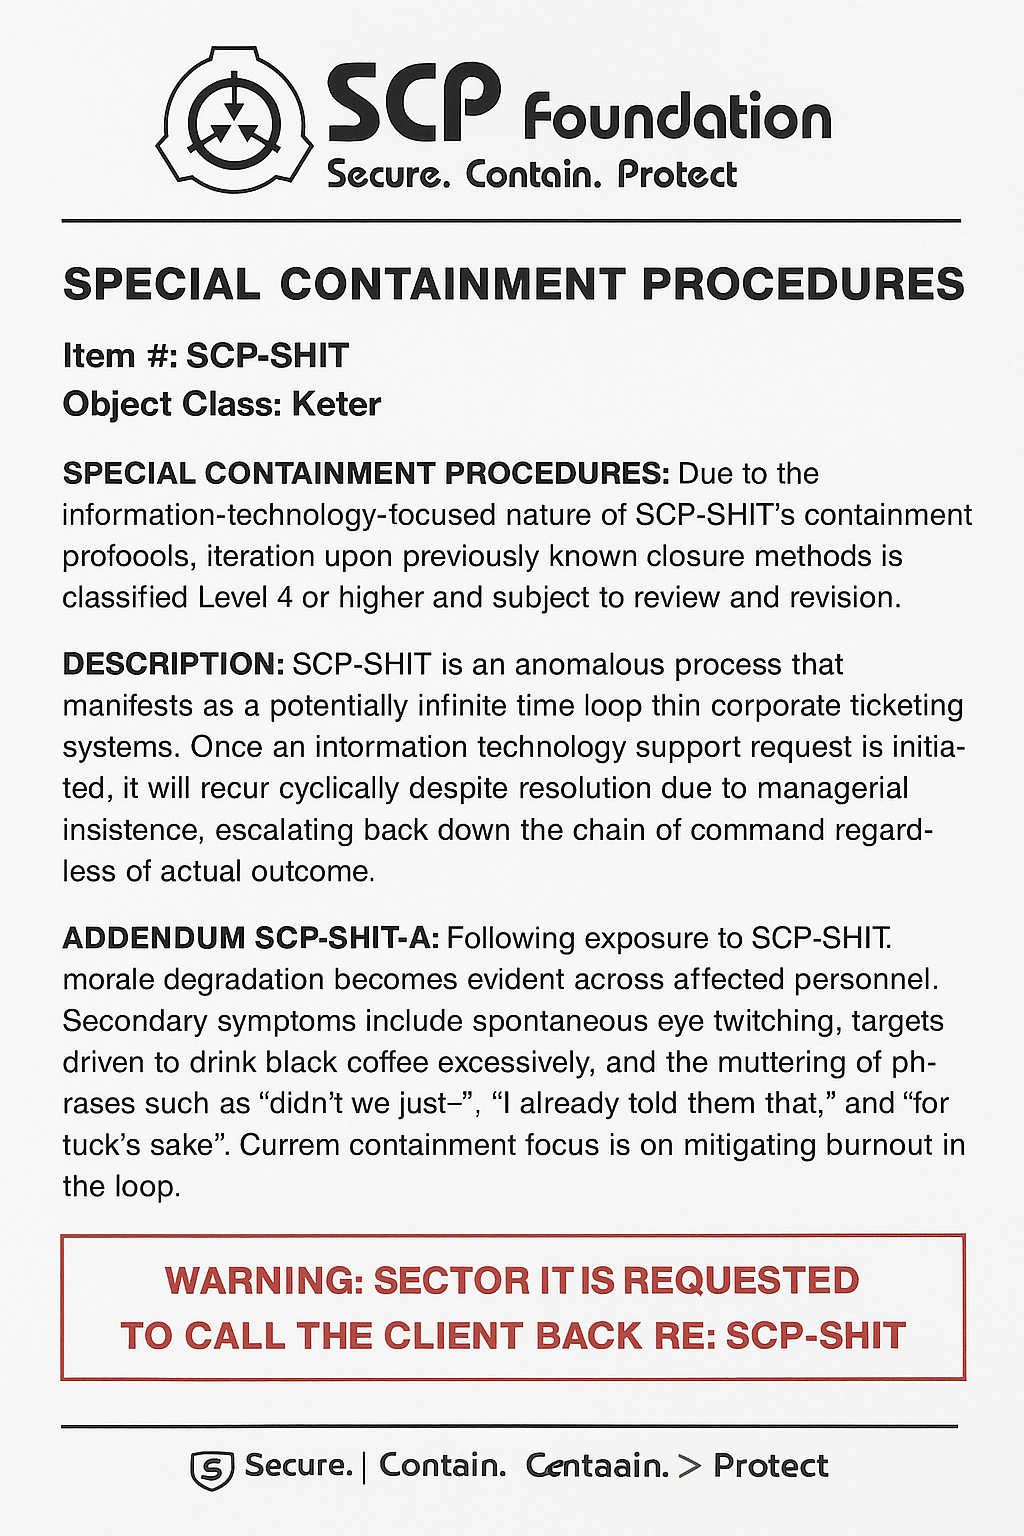 SCP Foundation
Secure. Contain. Protect
SPECIAL CONTAINMENT PROCEDURES
Item #: SCP-SHIT
Object Class: Keter
SPECIAL CONTAINMENT PROCEDURES: Due to the
information-technology-focused nature of SCP-SHIT’s containment
profoools, iteration upon previously known closure methods is
classified Level 4 or higher and subject to review and revision.
DESCRIPTION: SCP-SHIT is an anomalous process that
manifests as a potentially infinite time loop thin corporate ticketing
systems. Once an intormation technology support request is initia-
ted, it will recur cyclically despite resolution due to managerial
insistence, escalating back down the chain of command regard-
less of actual outcome.
ADDENDUM SCP-SHIT-A: Following exposure to SCP-SHIT.
morale degradation becomes evident across affected personnel.
Secondary symptoms include spontaneous eye twitching, targets
driven to drink black coffee excessively, and the muttering of ph-
rases such as “didn’t we just–”, “I already told them that,” and “for
tuck’s sake”. Currem containment focus is on mitigating burnout in
the loop.
WARNING: SECTOR IT IS REQUESTED
TO CALL THE CLIENT BACK RE: SCP-SHIT
S Secure. | Contain. Centaain. > Protect